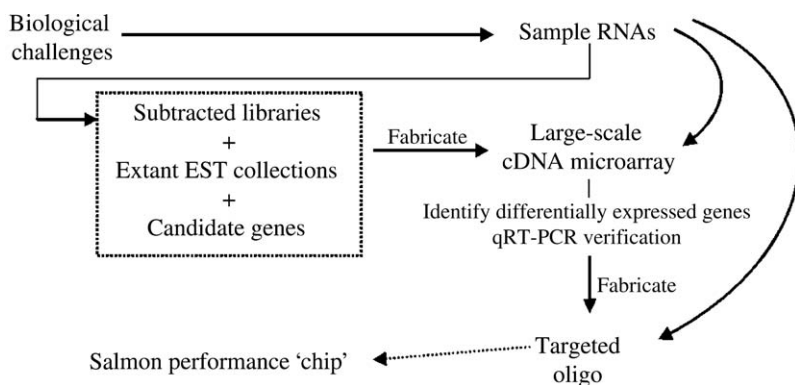 Biological
challenges
Sample RNAs
Subtracted libraries
+
Extant EST collections
+
Candidate genes
Fabricate
Large-scale
cDNA microarray
Identify differentially expressed genes
qRT-PCR verification
Fabricate
Targeted
oligo
Salmon performance ‘chip’